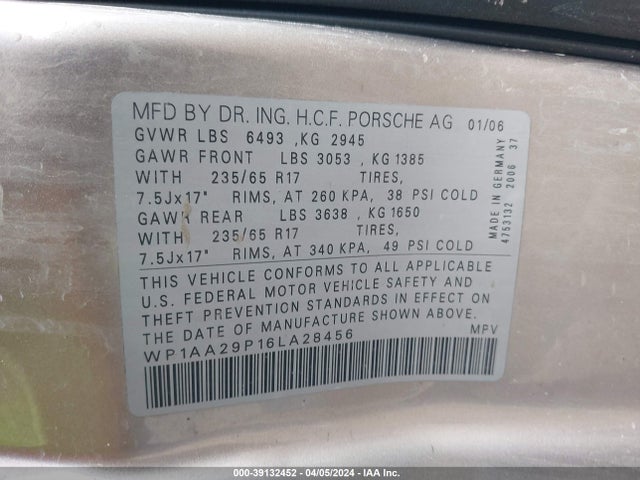 MFD BY DR. ING. H.C.F. PORSCHE AG 01/06
GVWR LBS 6493 ,KG 2945
GAWR FRONT LBS 3053 , KG 1385
WITH 235/65 R17 TIRES,
7.5Jx17" RIMS, AT 260 KPA, 38 PSI COLD
GAWR REAR LBS 3638 , KG 1650
WITH 235/65 R17 TIRES,
7.5Jx17" RIMS, AT 340 KPA, 49 PSI COLD
THIS VEHICLE CONFORMS TO ALL APPLICABLE
U.S. FEDERAL MOTOR VEHICLE SAFETY AND
THEFT PREVENTION STANDARDS IN EFFECT ON
THE DATE OF MANUFACTURE SHOWN ABOVE.
WP1AA29P16LA28456 MPV
MADE IN GERMANY
4753132 2006 37
000-39132452 - 04/05/2024 - IAA Inc.